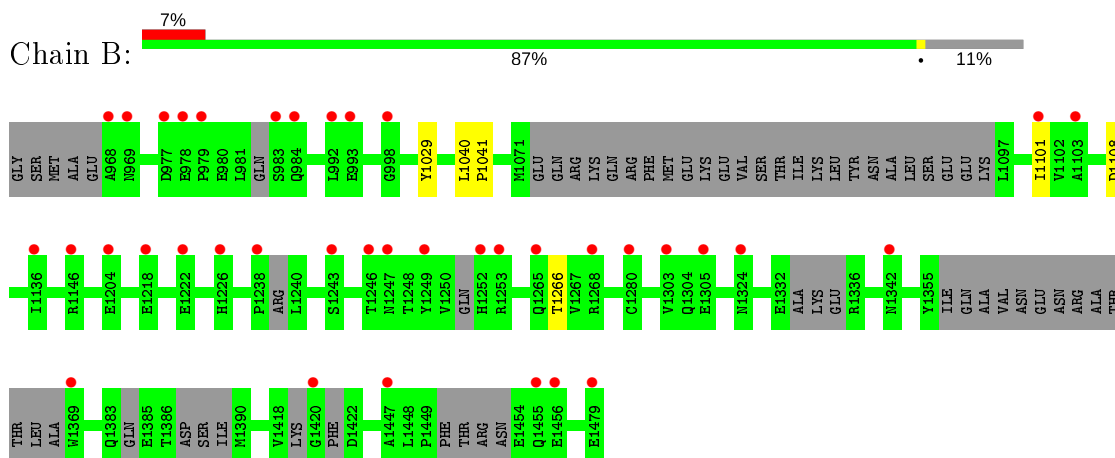 7%
Chain B:
87%
•
11%
GLY SER MET ALA GLU A968 N969 D977 E978 P979 E980 L981 GLN S983 Q984 L992 E993 G998 Y1029 L1040 P1041 M1071 GLU GLN ARG LYS GLN ARG PHE MET GLU LYS GLU VAL SER THR ILE LYS LEU TYR ASN ALA LEU SER GLU GLU LYS L1097 I1101 V1102 A1103 D1108
I1136 R1146 E1204 E1218 E1222 H1226 P1238 ARG L1240 S1243 T1246 N1247 T1248 Y1249 V1250 GLN H1252 R1253 Q1265 T1266 V1267 R1268 C1280 V1303 Q1304 E1305 N1324 E1332 ALA LYS GLU R1336 N1342 Y1355 ILE GLN ALA VAL ASN GLU ASN ARG ALA THR
THR LEU ALA W1369 Q1383 GLN E1385 T1386 ASP SER ILE M1390 V1418 LYS G1420 PHE D1422 A1447 L1448 P1449 PHE THR ARG ASN E1454 Q1455 E1456 E1479